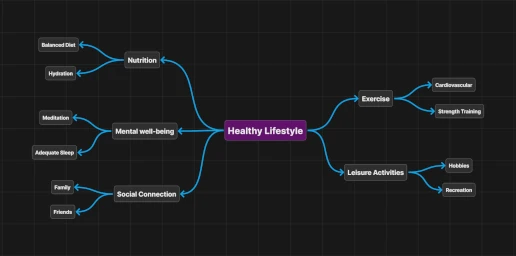 Balanced Diet
Nutrition
Hydration
Meditation
Mental well-being
Adequate Sleep
Family
Social Connection
Friends
Healthy Lifestyle
Exercise
Cardiovascular
Strength Training
Leisure Activities
Hobbies
Recreation